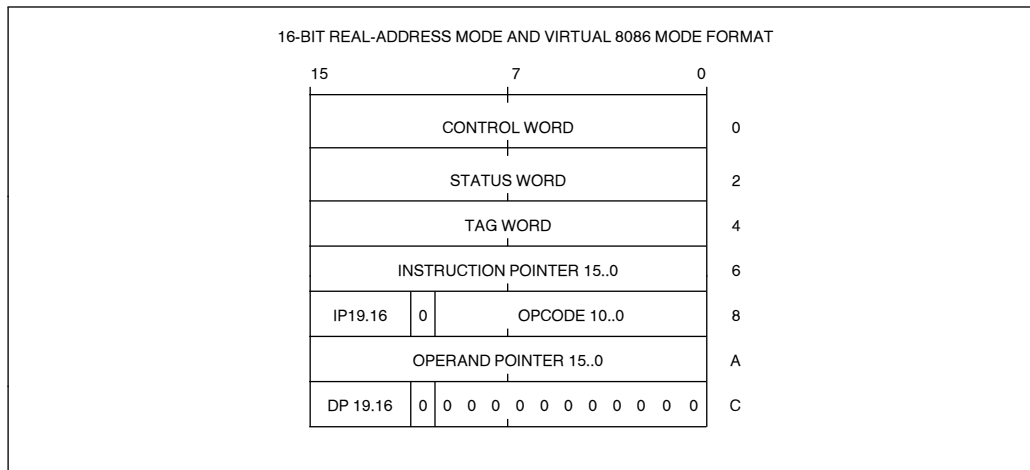 16-BIT REAL-ADDRESS MODE AND VIRTUAL 8086 MODE FORMAT
15 7 0
CONTROL WORD 0
STATUS WORD 2
TAG WORD 4
INSTRUCTION POINTER 15..0 6
IP19.16 0 OPCODE 10..0 8
OPERAND POINTER 15..0 A
DP 19.16 0 0 0 0 0 0 0 0 0 0 0 0 C